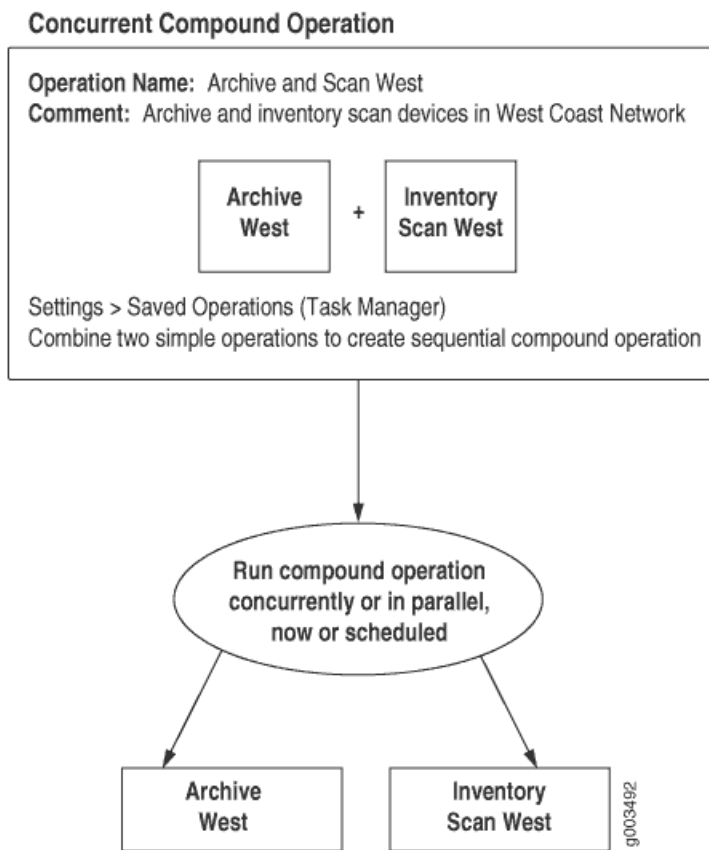 Concurrent Compound Operation
Operation Name: Archive and Scan West
Comment: Archive and inventory scan devices in West Coast Network
Archive
West
+
Inventory
Scan West
Settings > Saved Operations (Task Manager)
Combine two simple operations to create sequential compound operation
Run compound operation
concurrently or in parallel,
now or scheduled
Archive
West
Inventory
Scan West
g003492